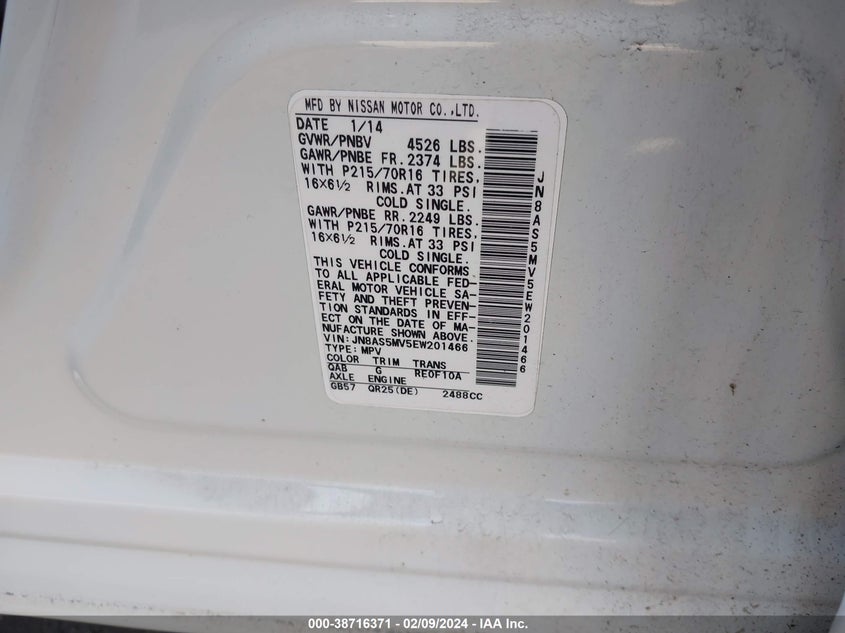 MFD BY NISSAN MOTOR CO.,LTD.
DATE 1/14
GVWR/PNBV 4526 LBS.
GAWR/PNBE FR. 2374 LBS.
WITH P215/70R16 TIRES,
16X6½ RIMS.AT 33 PSI
COLD SINGLE.
GAWR/PNBE RR. 2249 LBS.
WITH P215/70R16 TIRES,
16X6½ RIMS.AT 33 PSI
COLD SINGLE.
THIS VEHICLE CONFORMS
TO ALL APPLICABLE FED-
ERAL MOTOR VEHICLE SA-
FETY AND THEFT PREVEN-
TION STANDARDS IN EFF-
ECT ON THE DATE OF MA-
NUFACTURE SHOWN ABOVE.
VIN:JN8AS5MV5EW201466
TYPE: MPV
COLOR TRIM TRANS
QAB G RE0F10A
AXLE ENGINE
GB57 QR25(DE) 2488CC
JN8AS5MV5EW201466
000-38716371 - 02/09/2024 - IAA Inc.